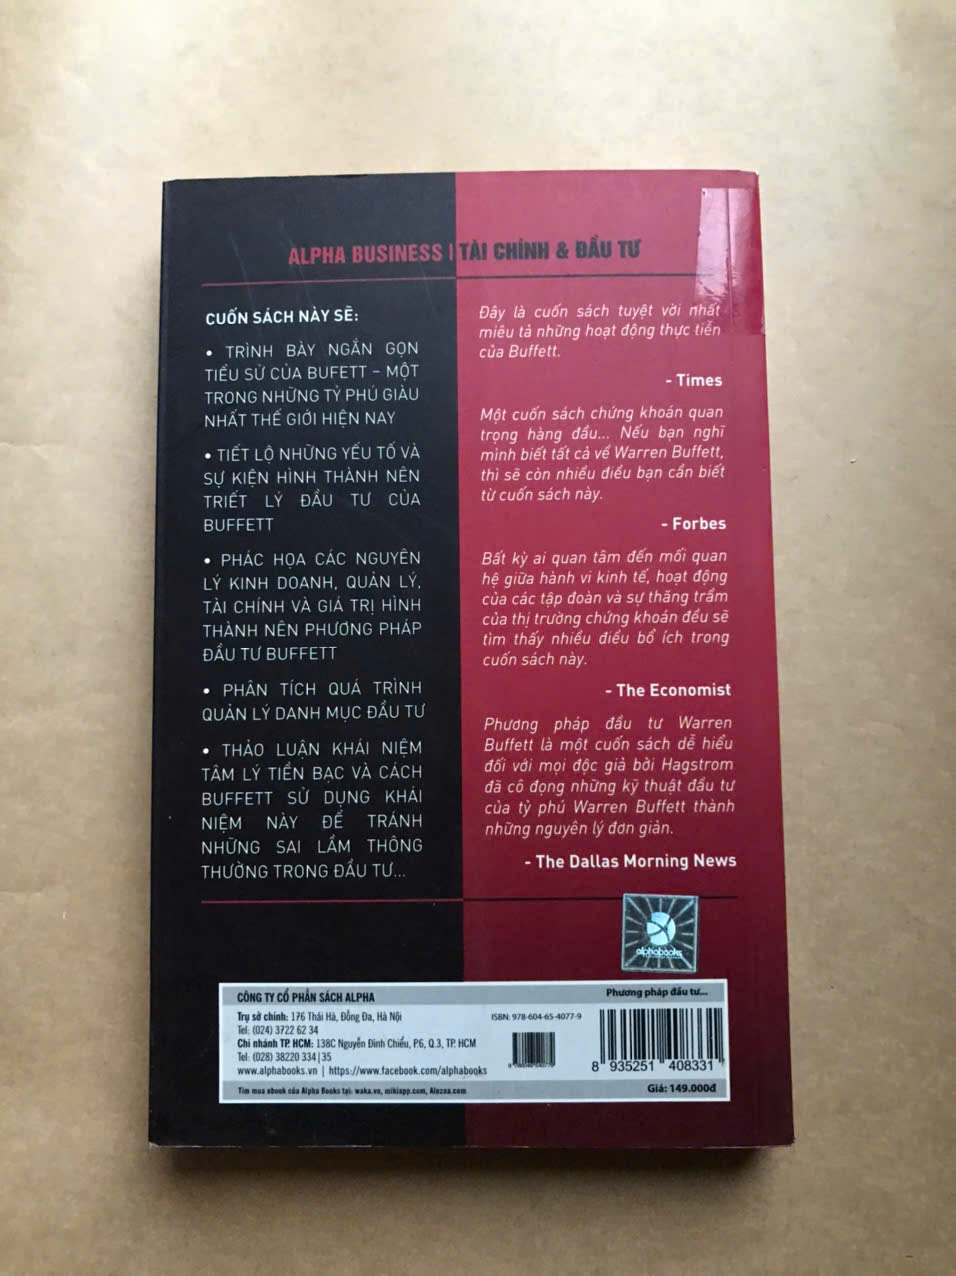 ALPHA BUSINESS | TÀI CHÍNH & ĐẦU TƯ
CUỐN SÁCH NÀY SẼ:
• TRÌNH BÀY NGẮN GỌN
TIỂU SỬ CỦA BUFETT – MỘT
TRONG NHỮNG TỶ PHÚ GIÀU
NHẤT THẾ GIỚI HIỆN NAY
• TIẾT LỘ NHỮNG YẾU TỐ VÀ
SỰ KIỆN HÌNH THÀNH NÊN
TRIẾT LÝ ĐẦU TƯ CỦA
BUFFETT
• PHÁC HỌA CÁC NGUYÊN
LÝ KINH DOANH, QUẢN LÝ,
TÀI CHÍNH VÀ GIÁ TRỊ HÌNH
THÀNH NÊN PHƯƠNG PHÁP
ĐẦU TƯ BUFFETT
• PHÂN TÍCH QUÁ TRÌNH
QUẢN LÝ DANH MỤC ĐẦU TƯ
• THẢO LUẬN KHÁI NIỆM
TÂM LÝ TIỀN BẠC VÀ CÁCH
BUFFETT SỬ DỤNG KHÁI
NIỆM NÀY ĐỂ TRÁNH
NHỮNG SAI LẦM THÔNG
THƯỜNG TRONG ĐẦU TƯ...
Đây là cuốn sách tuyệt vời nhất
miêu tả những hoạt động thực tiễn
của Buffett.
- Times
Một cuốn sách chứng khoán quan
trọng hàng đầu... Nếu bạn nghĩ
mình biết tất cả về Warren Buffett,
thì sẽ còn nhiều điều bạn cần biết
từ cuốn sách này.
- Forbes
Bất kỳ ai quan tâm đến mối quan
hệ giữa hành vi kinh tế, hoạt động
của các tập đoàn và sự thăng trầm
của thị trường chứng khoán đều sẽ
tìm thấy nhiều điều bổ ích trong
cuốn sách này.
- The Economist
Phương pháp đầu tư Warren
Buffett là một cuốn sách dễ hiểu
đối với mọi độc giả bởi Hagstrom
đã cô đọng những kỹ thuật đầu tư
của tỷ phú Warren Buffett thành
những nguyên lý đơn giản.
- The Dallas Morning News
alphabooks
CÔNG TY CỔ PHẦN SÁCH ALPHA
Trụ sở chính: 176 Thái Hà, Đống Đa, Hà Nội
Tel: (024) 3722 62 34
Chi nhánh TP. HCM: 138C Nguyễn Đình Chiểu, P.6, Q.3, TP. HCM
Tel: (028) 38220 334 | 35
www.alphabooks.vn | https://www.facebook.com/alphabooks
Tìm mua ebook của Alpha Books tại: waka.vn, mikiapp.com, Alezaa.com
Phương pháp đầu tư...
ISBN: 978-604-65-4077-9
8 935251 408331
Giá: 149.000đ